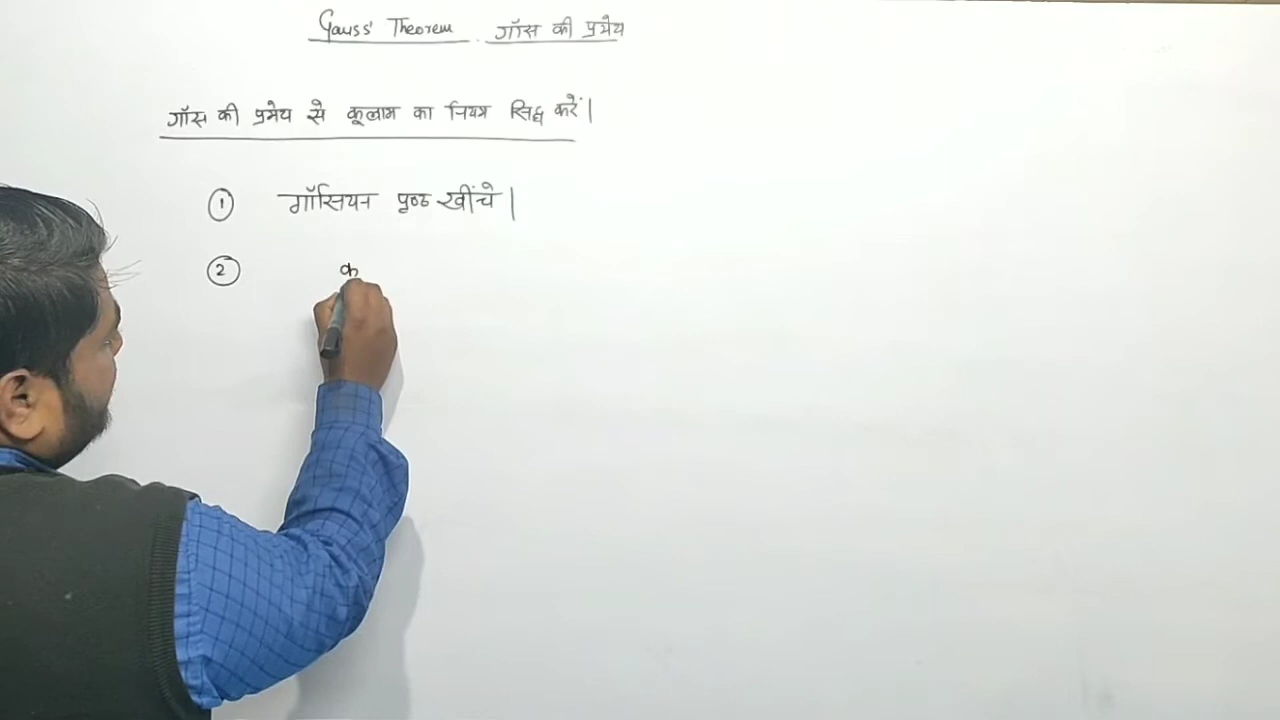 Gauss' Theorem . गॉस की प्रमेय
गॉस की प्रमेय से कूलाम का नियम सिद्ध करें।
① गॉसियन पृष्ठ खींचे।
② क